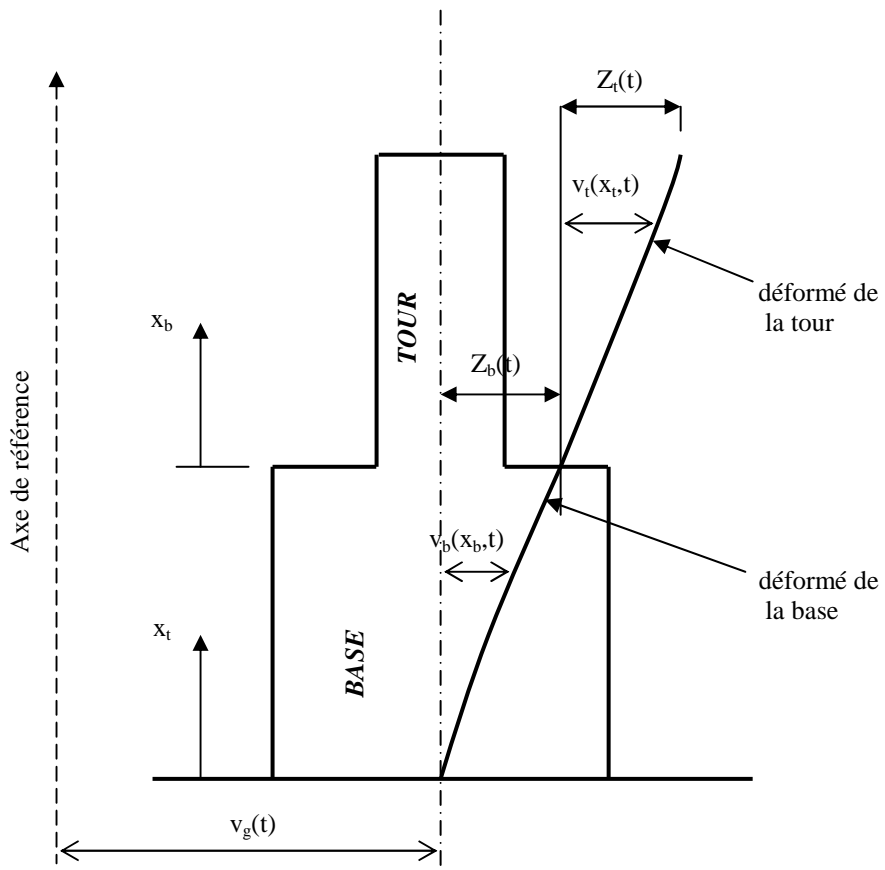 Z_t(t)
v_t(x_t,t)
déformé de
la tour
x_b
TOUR
Z_b(t)
Axe de référence
v_b(x_b,t)
déformé de
la base
x_t
BASE
v_g(t)